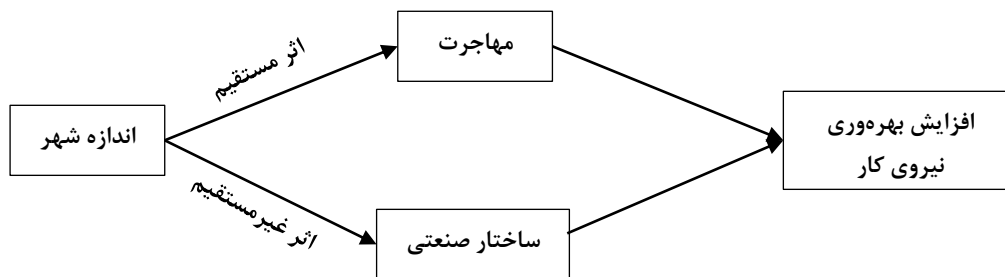 مهاجرت
اثر مستقیم
اندازه شهر
افزایش بهره‌وری
نیروی کار
اثر غیرمستقیم
ساختار صنعتی